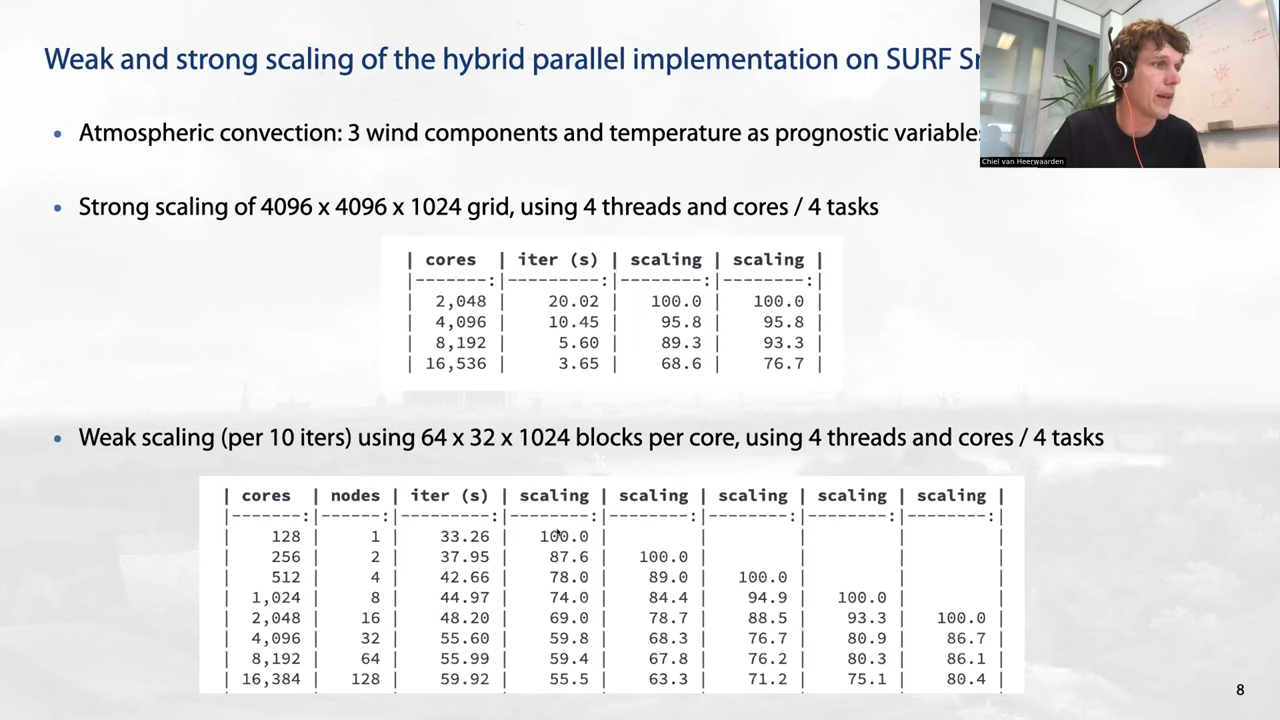 Weak and strong scaling of the hybrid parallel implementation on SURF
• Atmospheric convection: 3 wind components and temperature as prognostic
Chiel van Heerwaarden
• Strong scaling of 4096 x 4096 x 1024 grid, using 4 threads and cores / 4 tasks
| cores | iter (s) | scaling | scaling |
|-------:|---------:|--------:|--------:|
| 2,048 | 20.02 | 100.0 | 100.0 |
| 4,096 | 10.45 | 95.8 | 95.8 |
| 8,192 | 5.60 | 89.3 | 93.3 |
| 16,536 | 3.65 | 68.6 | 76.7 |
• Weak scaling (per 10 iters) using 64 x 32 x 1024 blocks per core, using 4 threads and cores / 4 tasks
| cores | nodes | iter (s) | scaling | scaling | scaling | scaling | scaling |
|-------:|------:|---------:|--------:|--------:|--------:|--------:|--------:|
| 128 | 1 | 33.26 | 100.0 | | | | |
| 256 | 2 | 37.95 | 87.6 | 100.0 | | | |
| 512 | 4 | 42.66 | 78.0 | 89.0 | 100.0 | | |
| 1,024 | 8 | 44.97 | 74.0 | 84.4 | 94.9 | 100.0 | |
| 2,048 | 16 | 48.20 | 69.0 | 78.7 | 88.5 | 93.3 | 100.0 |
| 4,096 | 32 | 55.60 | 59.8 | 68.3 | 76.7 | 80.9 | 86.7 |
| 8,192 | 64 | 55.99 | 59.4 | 67.8 | 76.2 | 80.3 | 86.1 |
| 16,384 | 128 | 59.92 | 55.5 | 63.3 | 71.2 | 75.1 | 80.4 |
8